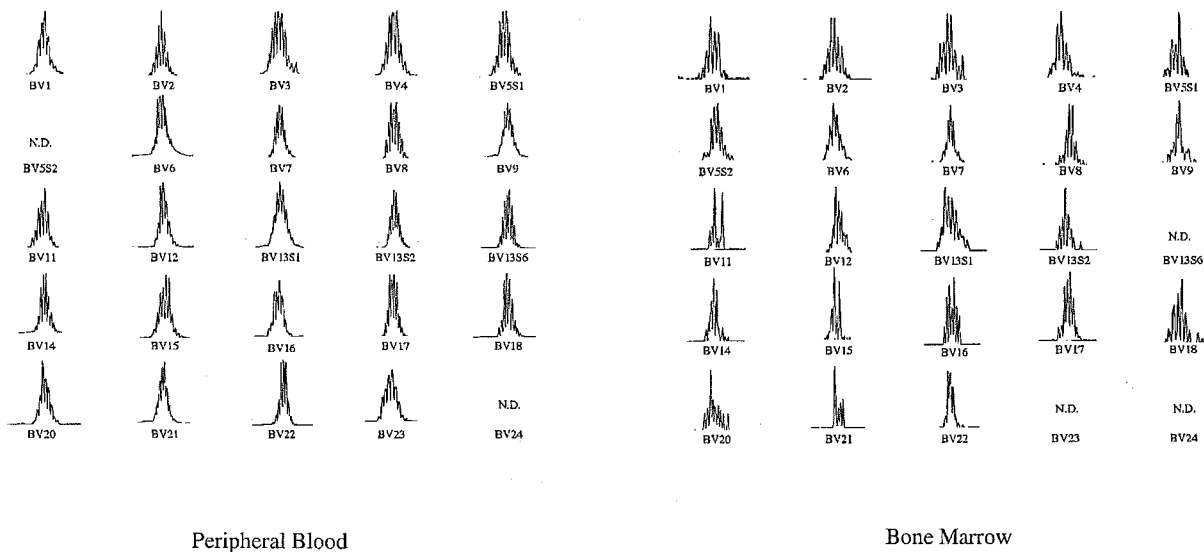 BV1 BV2 BV3 BV4 BV5S1
N.D.
BV5S2 BV6 BV7 BV8 BV9
BV11 BV12 BV13S1 BV13S2 BV13S6
BV14 BV15 BV16 BV17 BV18
N.D.
BV20 BV21 BV22 BV23 BV24
Peripheral Blood
BV1 BV2 BV3 BV4 BV5S1
BV5S2 BV6 BV7 BV8 BV9
N.D.
BV11 BV12 BV13S1 BV13S2 BV13S6
BV14 BV15 BV16 BV17 BV18
N.D. N.D.
BV20 BV21 BV22 BV23 BV24
Bone Marrow